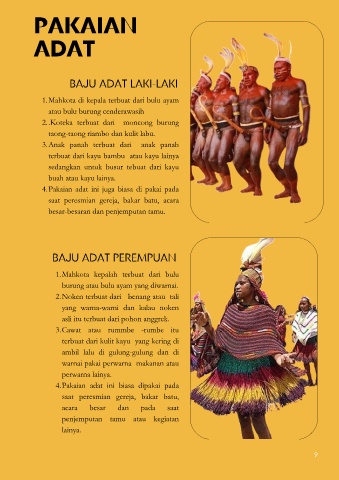 PAKAIAN
ADAT
BAJU ADAT LAKI-LAKI
1. Mahkota di kepala terbuat dari bulu ayam
atau bulu burung cenderawasih
2. .Koteka terbuat dari moncong burung
taong-taong rianbo dan kulit labu.
3. Anak panah terbuat dari anak panah
terbuat dari kayu bambu atau kayu lainya
sedangkan untuk busur tebuat dari kayu
buah atau kayu lainya.
4. Pakaian adat ini juga biasa di pakai pada
saat peresmian gereja, bakar batu, acara
besar-besaran dan penjemputan tamu.
BAJU ADAT PEREMPUAN
1. Mahkota kepalah terbuat dari bulu
burung atau bulu ayam yang diwarnai.
2. Noken terbuat dari benang atau tali
yang warna-warni dan kalau noken
asli itu terbuat dari pohon anggrek.
3. Cawat atau rummbe -rumbe itu
terbuat dari kulit kayu yang kering di
ambil lalu di gulung-gulung dan di
warnai pakai perwarna makanan atau
perwarna lainya.
4. Pakaian adat ini biasa dipakai pada
saat peresmian gereja, bakar batu,
acara besar dan pada saat
penjemputan tamu atau kegiatan
lainya.
9